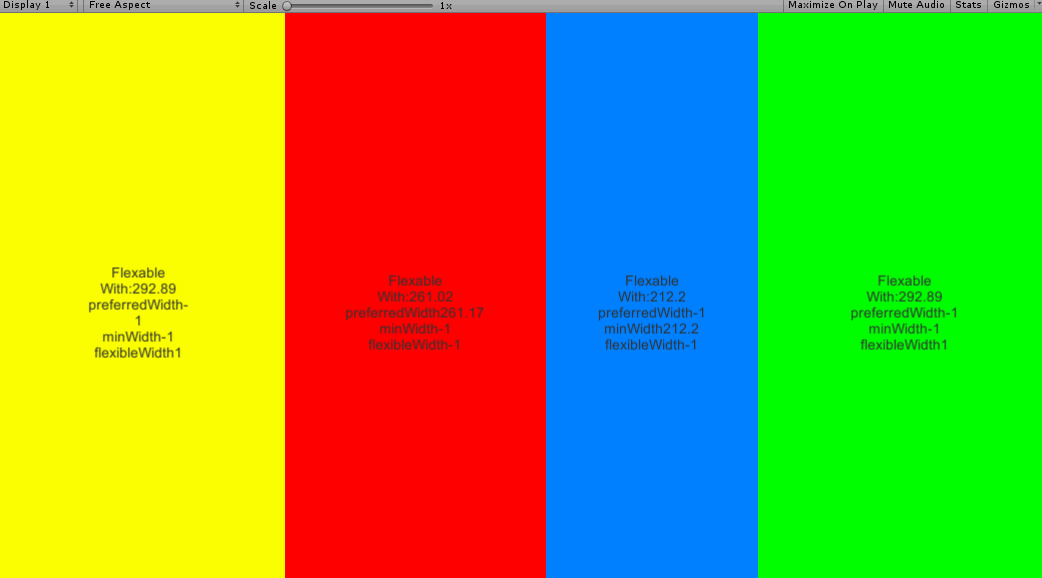 Display 1
Free Aspect
Scale
1x
Maximize On Play
Mute Audio
Stats
Gizmos
Flexable
With:292.89
preferredWidth-
1
minWidth-1
flexibleWidth1
Flexable
With:261.02
preferredWidth261.17
minWidth-1
flexibleWidth-1
Flexable
With:212.2
preferredWidth-1
minWidth212.2
flexibleWidth-1
Flexable
With:292.89
preferredWidth-1
minWidth-1
flexibleWidth1